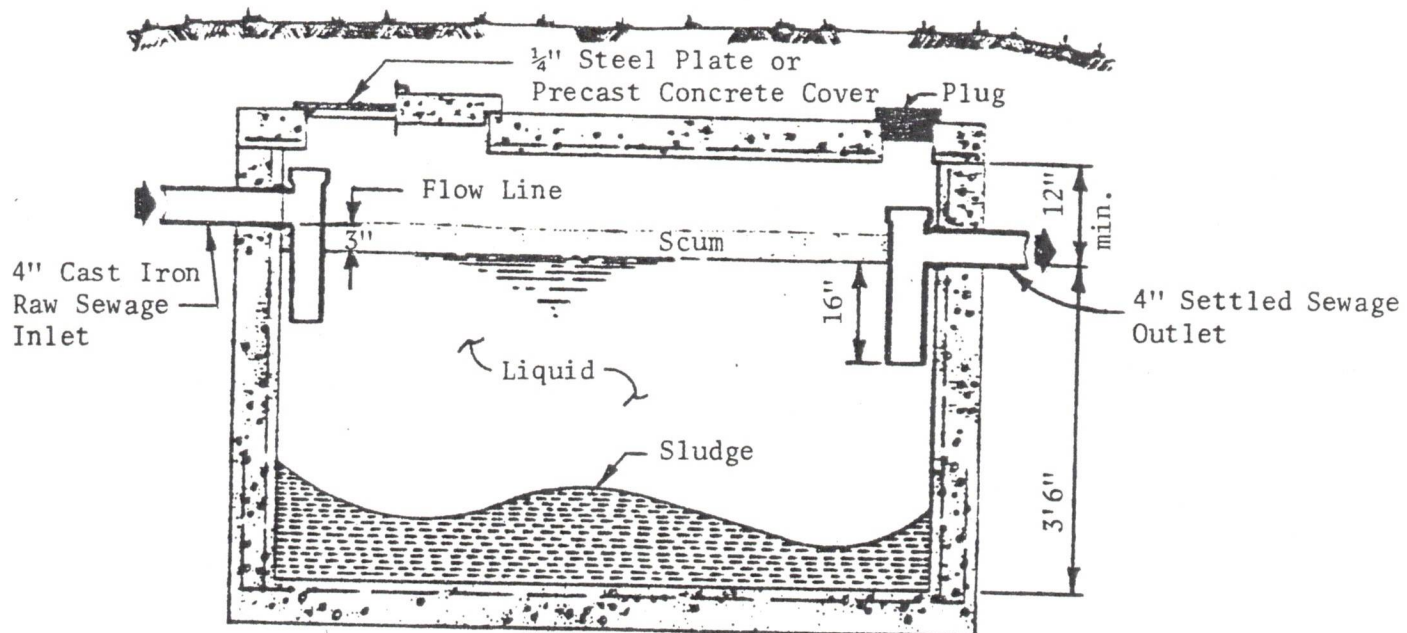 ¼" Steel Plate or
Precast Concrete Cover
Plug
Flow Line
12"
min.
3"
Scum
4" Cast Iron
Raw Sewage
Inlet
16"
4" Settled Sewage
Outlet
Liquid
Sludge
3'6"